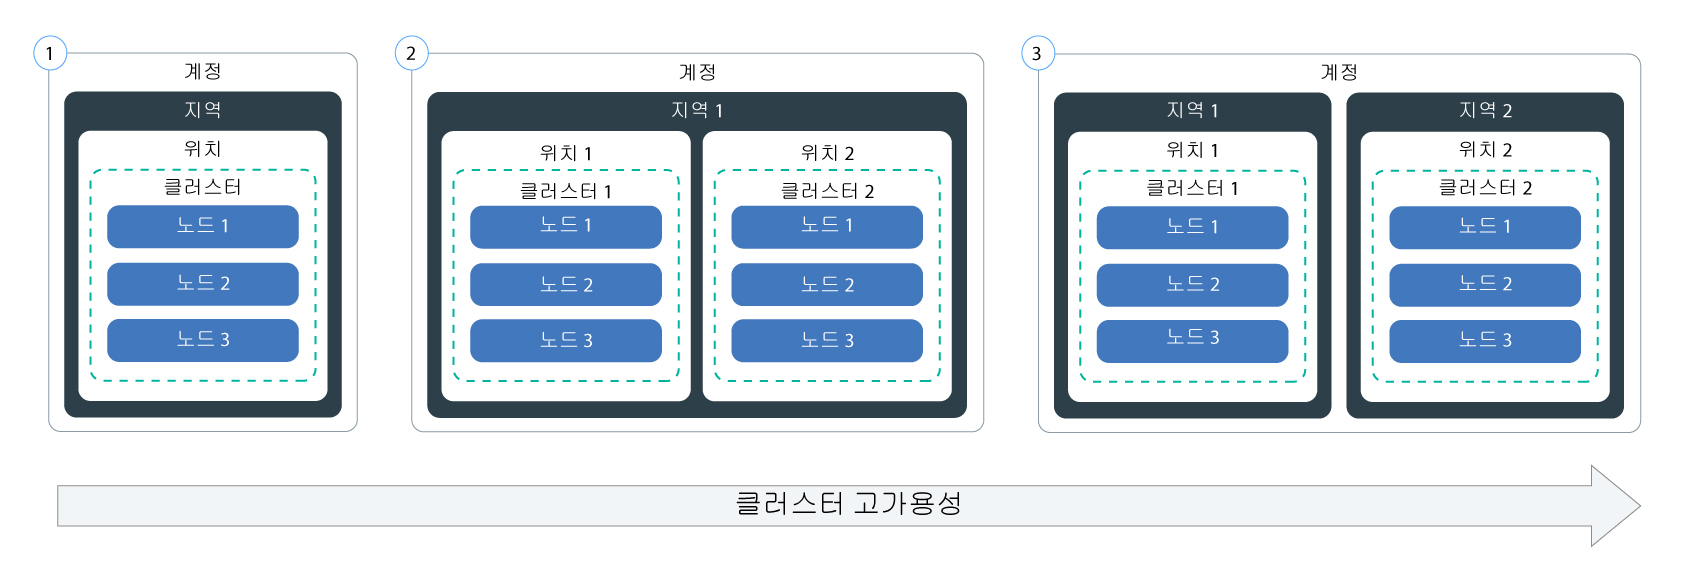 1
계정
지역
위치
클러스터
노드 1
노드 2
노드 3
2
계정
지역 1
위치 1
클러스터 1
노드 1
노드 2
노드 3
위치 2
클러스터 2
노드 1
노드 2
노드 3
3
계정
지역 1
위치 1
클러스터 1
노드 1
노드 2
노드 3
지역 2
위치 2
클러스터 2
노드 1
노드 2
노드 3
클러스터 고가용성